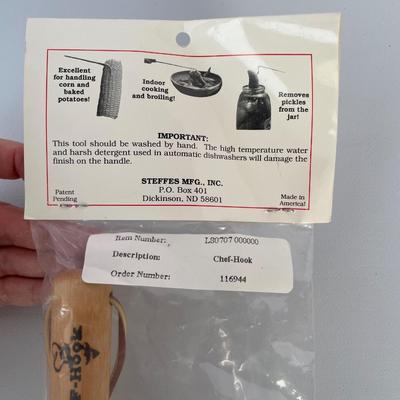 Excellent
for handling
corn and
baked
potatoes!
Indoor
cooking
and broiling!
Removes
pickles
from the
jar!
IMPORTANT:
This tool should be washed by hand. The high temperature water
and harsh detergent used in automatic dishwashers will damage the
finish on the handle.
STEFFES MFG., INC.
P.O. Box 401
Dickinson, ND 58601
Patent
Pending
Made in
America!
Item Number: L80707 000000
Description: Chef-Hook
Order Number: 116944
F-HOOK